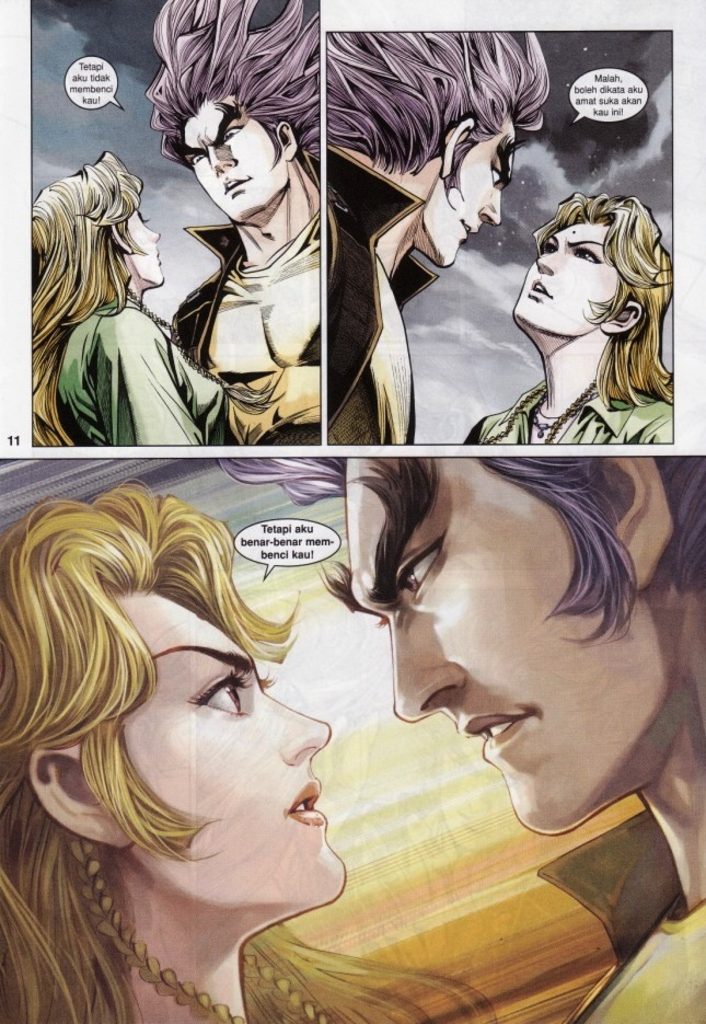 Tetapi
aku tidak
membenci
kau!
Malah,
boleh dikata aku
amat suka akan
kau ini!
11
Tetapi aku
benar-benar mem-
benci kau!